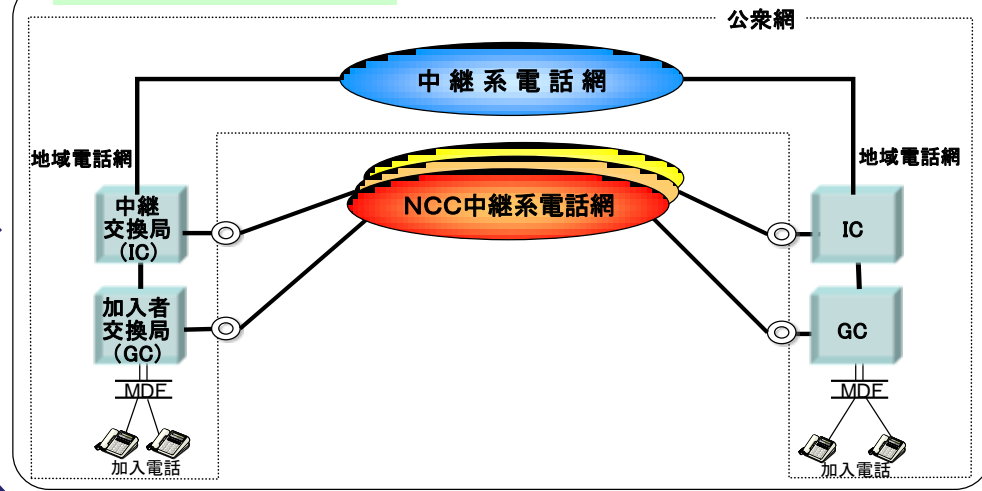 公衆網
中継系電話網
地域電話網
地域電話網
NCC中継系電話網
中継
交換局
(IC)
IC
加入者
交換局
(GC)
GC
MDF
MDF
加入電話
加入電話